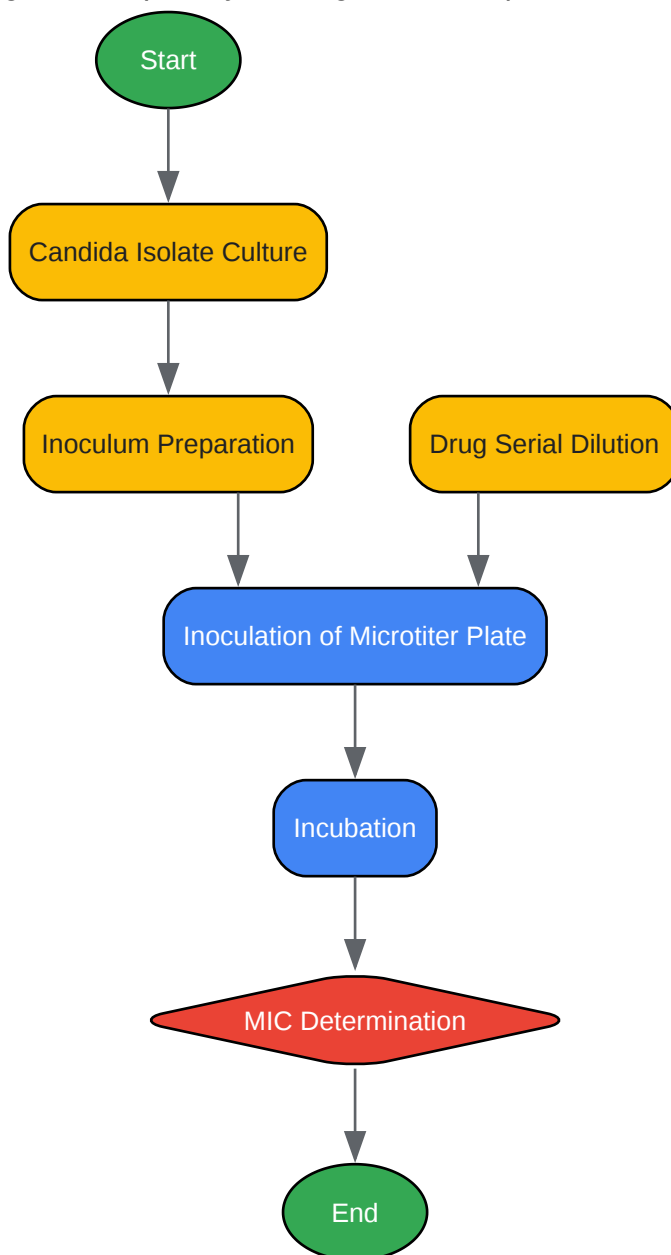 Start
Candida Isolate Culture
Inoculum Preparation
Drug Serial Dilution
Inoculation of Microtiter Plate
Incubation
MIC Determination
End